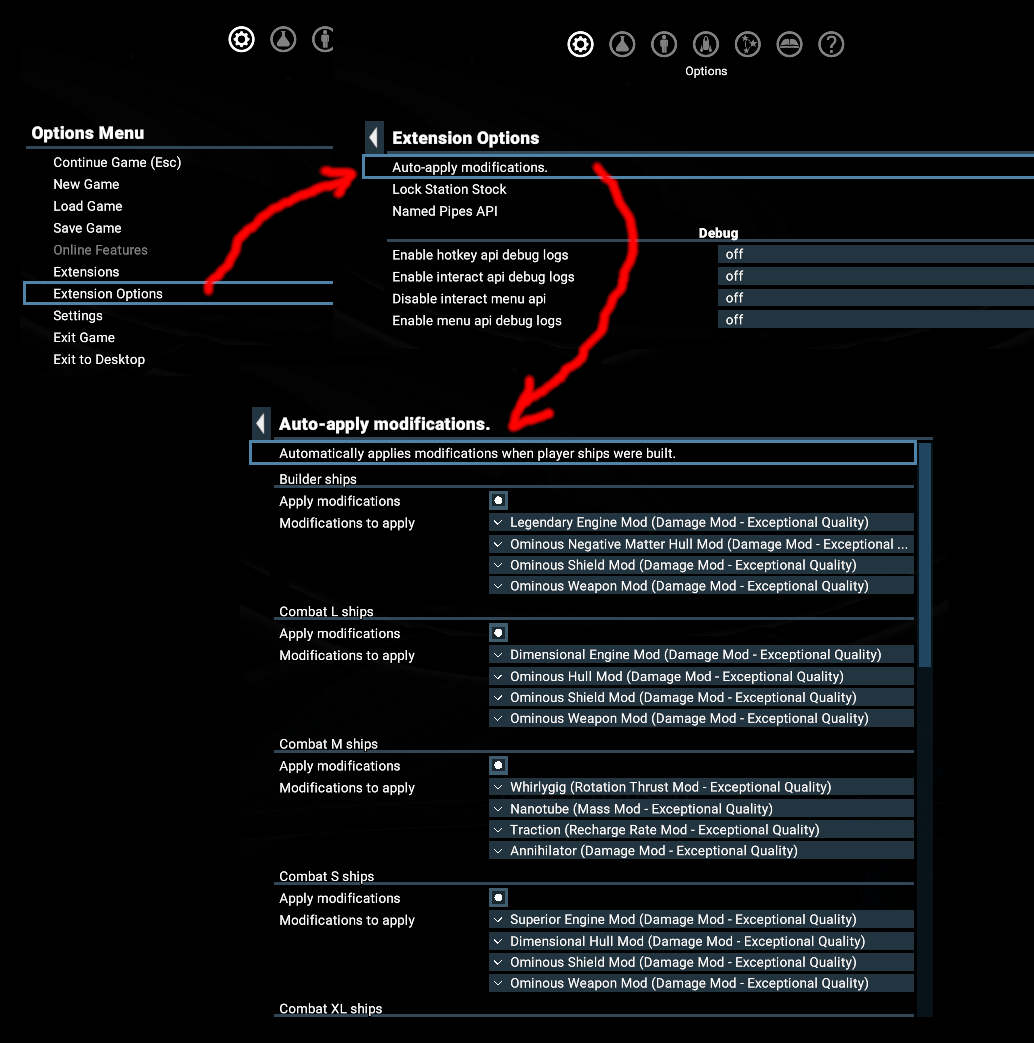 Options
Options Menu
Continue Game (Esc)
New Game
Load Game
Save Game
Online Features
Extensions
Extension Options
Settings
Exit Game
Exit to Desktop
Extension Options
Auto-apply modifications.
Lock Station Stock
Named Pipes API
Debug
Enable hotkey api debug logs off
Enable interact api debug logs off
Disable interact menu api off
Enable menu api debug logs off
Auto-apply modifications.
Automatically applies modifications when player ships were built.
Builder ships
Apply modifications
Modifications to apply Legendary Engine Mod (Damage Mod - Exceptional Quality)
Ominous Negative Matter Hull Mod (Damage Mod - Exceptional ...
Ominous Shield Mod (Damage Mod - Exceptional Quality)
Ominous Weapon Mod (Damage Mod - Exceptional Quality)
Combat L ships
Apply modifications
Modifications to apply Dimensional Engine Mod (Damage Mod - Exceptional Quality)
Ominous Hull Mod (Damage Mod - Exceptional Quality)
Ominous Shield Mod (Damage Mod - Exceptional Quality)
Ominous Weapon Mod (Damage Mod - Exceptional Quality)
Combat M ships
Apply modifications
Modifications to apply Whirlygig (Rotation Thrust Mod - Exceptional Quality)
Nanotube (Mass Mod - Exceptional Quality)
Traction (Recharge Rate Mod - Exceptional Quality)
Annihilator (Damage Mod - Exceptional Quality)
Combat S ships
Apply modifications
Modifications to apply Superior Engine Mod (Damage Mod - Exceptional Quality)
Dimensional Hull Mod (Damage Mod - Exceptional Quality)
Ominous Shield Mod (Damage Mod - Exceptional Quality)
Ominous Weapon Mod (Damage Mod - Exceptional Quality)
Combat XL ships